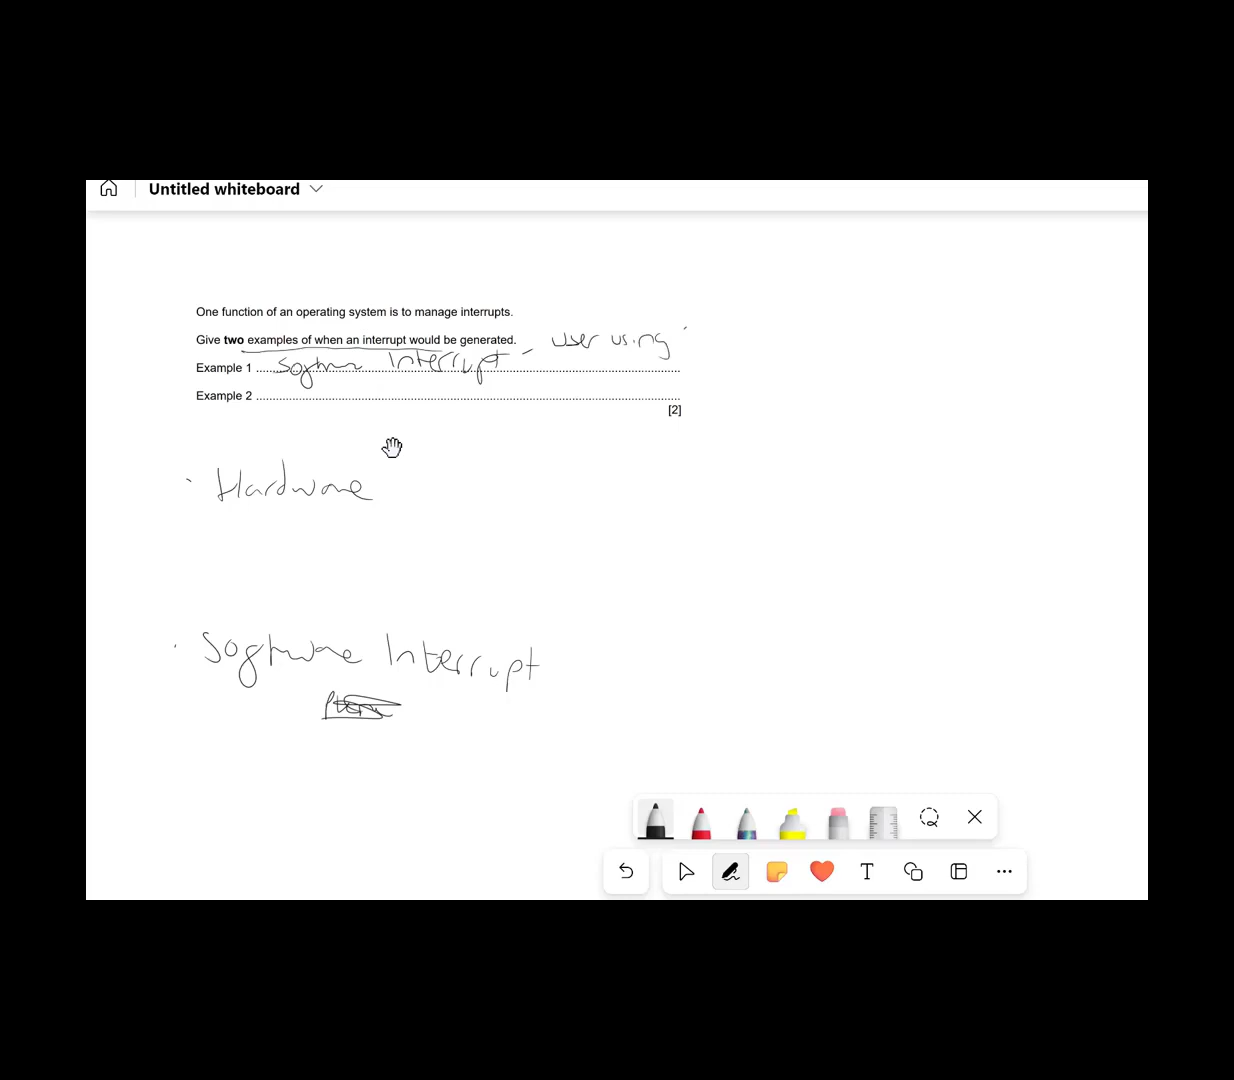 Untitled whiteboard
One function of an operating system is to manage interrupts.
Give two examples of when an interrupt would be generated. user using
Example 1 Software Interrupt -
Example 2
[2]
Hardware
Software Interrupt
T